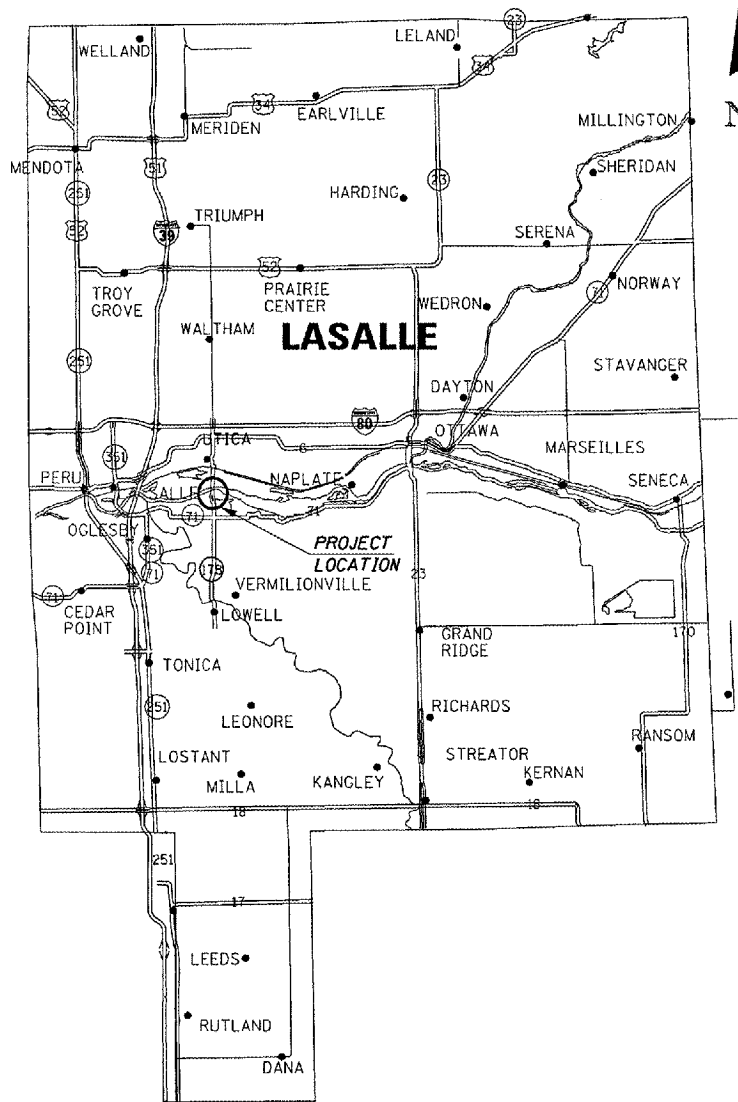 23
WELLAND
LELAND
34
52
34
EARLVILLE
MERIDEN
MILLINGTON
MENDOTA
51
SHERIDAN
251
HARDING
23
TRIUMPH
52
39
SERENA
52
TROY
GROVE
PRAIRIE
CENTER
NORWAY
WEDRON
71
WALTHAM
LASALLE
251
STAVANGER
DAYTON
80
OTTAWA
UTICA
6
MARSEILLES
351
PERU
NAPLATE
SENECA
LASALLE
71
71
OGLESBY
PROJECT
LOCATION
351
71
178
23
VERMILIONVILLE
71
CEDAR
POINT
LOWELL
GRAND
RIDGE
170
TONICA
251
LEONORE
RICHARDS
RANSOM
STREATOR
LOSTANT
MILLA
KANGLEY
KERNAN
18
18
251
17
LEEDS
RUTLAND
DANA